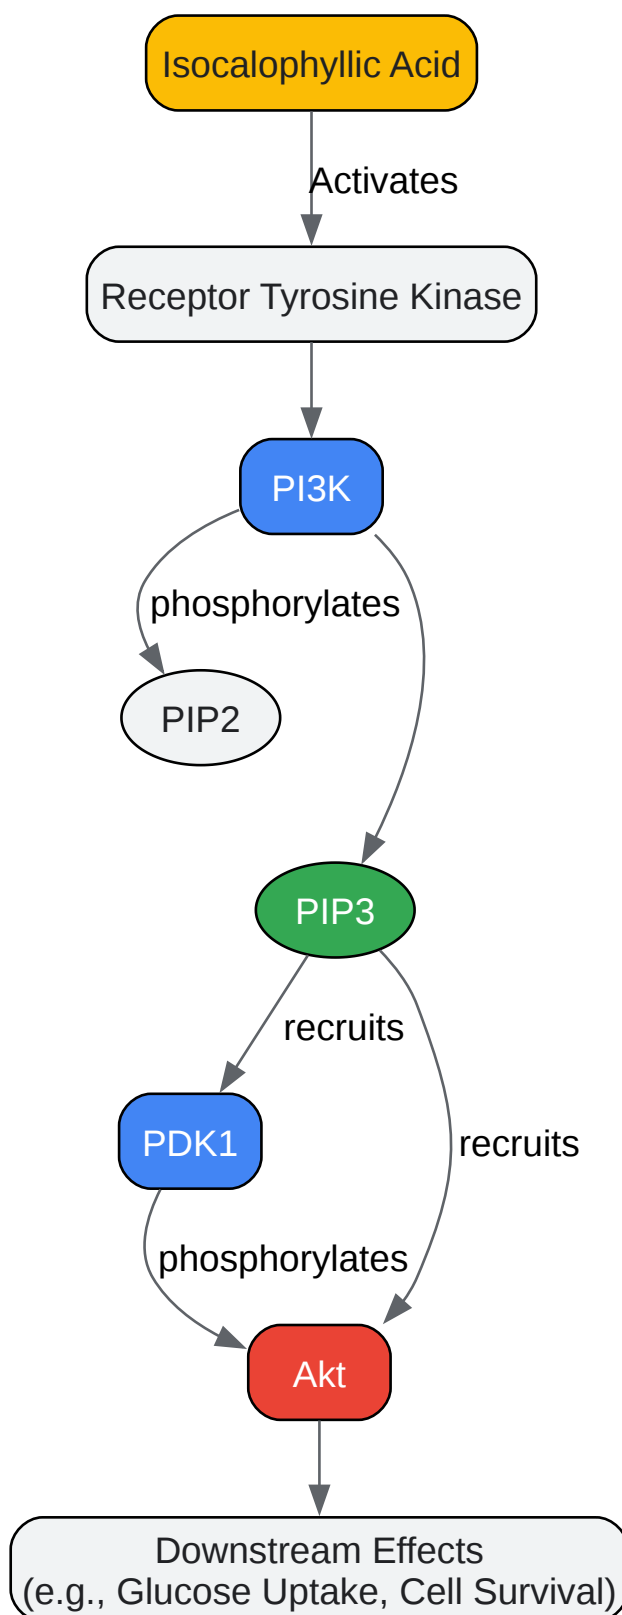 Isocalophyllic Acid
Activates
Receptor Tyrosine Kinase
PI3K
phosphorylates
PIP2
PIP3
recruits
PDK1
recruits
phosphorylates
Akt
Downstream Effects
(e.g., Glucose Uptake, Cell Survival)